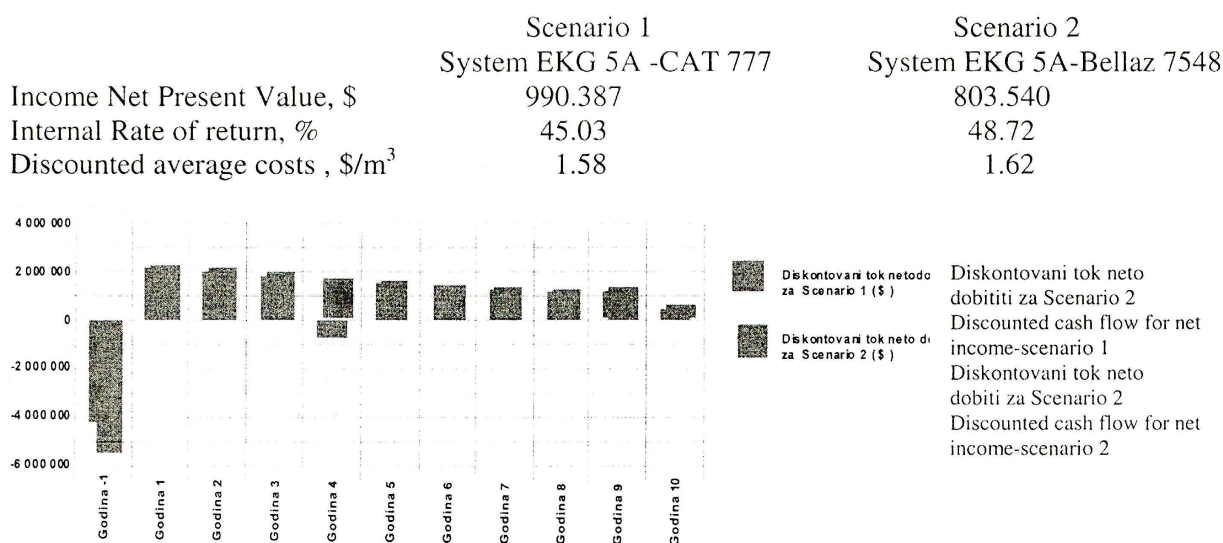 Scenario 1 Scenario 2
System EKG 5A -CAT 777 System EKG 5A-Bellaz 7548
Income Net Present Value, $ 990.387 803.540
Internal Rate of return, % 45.03 48.72
Discounted average costs , $/m³ 1.58 1.62
4 000 000
2 000 000
0
-2 000 000
-4 000 000
-6 000 000
Godina -1
Godina 1
Godina 2
Godina 3
Godina 4
Godina 5
Godina 6
Godina 7
Godina 8
Godina 9
Godina 10
Diskontovani tok netodo
za Scenario 1 ($ )
Diskontovani tok neto d
za Scenario 2 ($ )
Diskontovani tok neto
dobititi za Scenario 2
Discounted cash flow for net
income-scenario 1
Diskontovani tok neto
dobiti za Scenario 2
Discounted cash flow for net
income-scenario 2